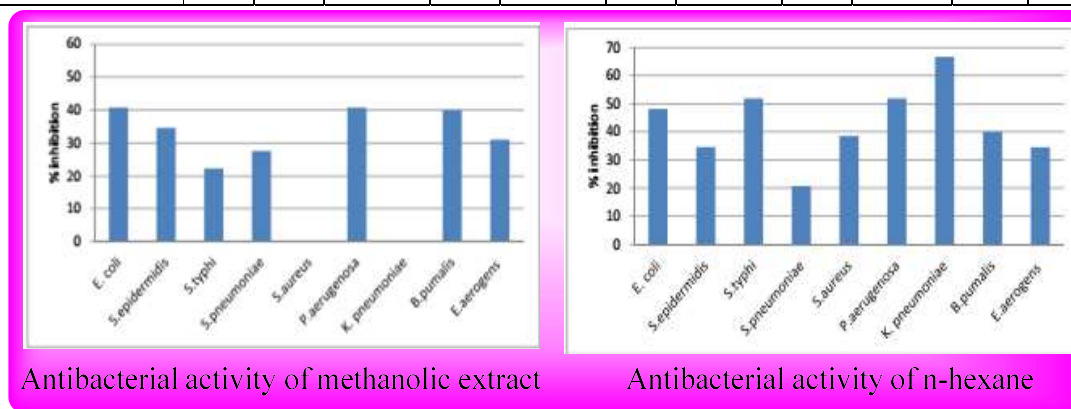 60
50
40
30
20
10
0
% inhibition
E. coli
S.epidermidis
S.typhi
S.pneumoniae
S.aureus
P.aerugenosa
K. pneumoniae
B.pumalis
E.aerogens
Antibacterial activity of methanolic extract
70
60
50
40
30
20
10
0
% inhibition
E. coli
S.epidermidis
S.typhi
S.pneumoniae
S.aureus
P.aerugenosa
K. pneumoniae
B.pumalis
E.aerogens
Antibacterial activity of n-hexane